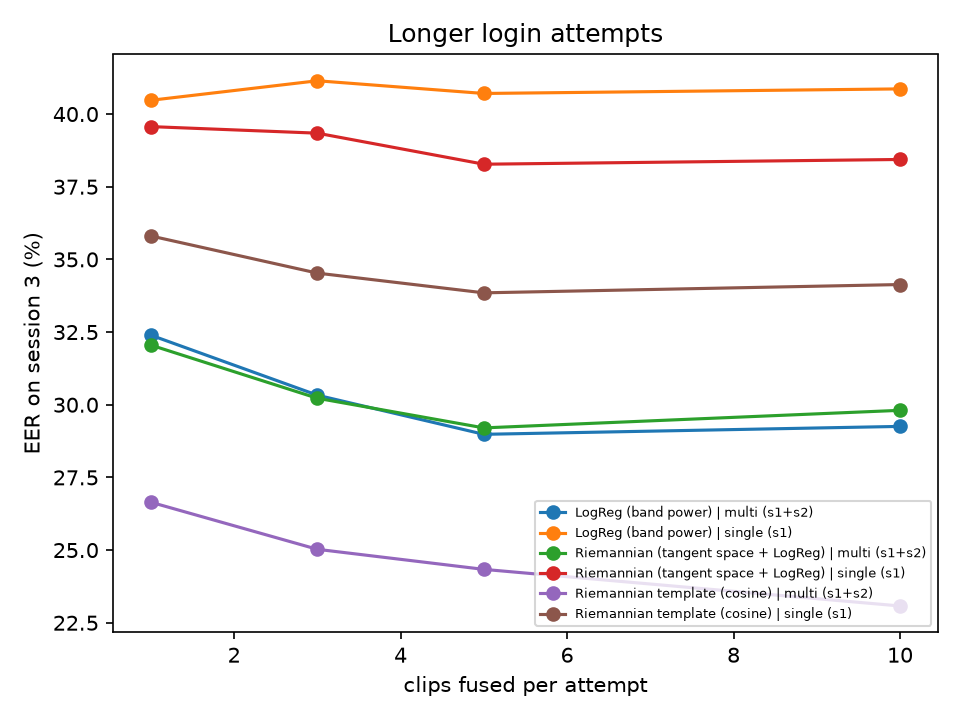 Longer login attempts
40.0
37.5
35.0
32.5
30.0
27.5
25.0
22.5
EER on session 3 (%)
LogReg (band power) | multi (s1+s2)
LogReg (band power) | single (s1)
Riemannian (tangent space + LogReg) | multi (s1+s2)
Riemannian (tangent space + LogReg) | single (s1)
Riemannian template (cosine) | multi (s1+s2)
Riemannian template (cosine) | single (s1)
2 4 6 8 10
clips fused per attempt